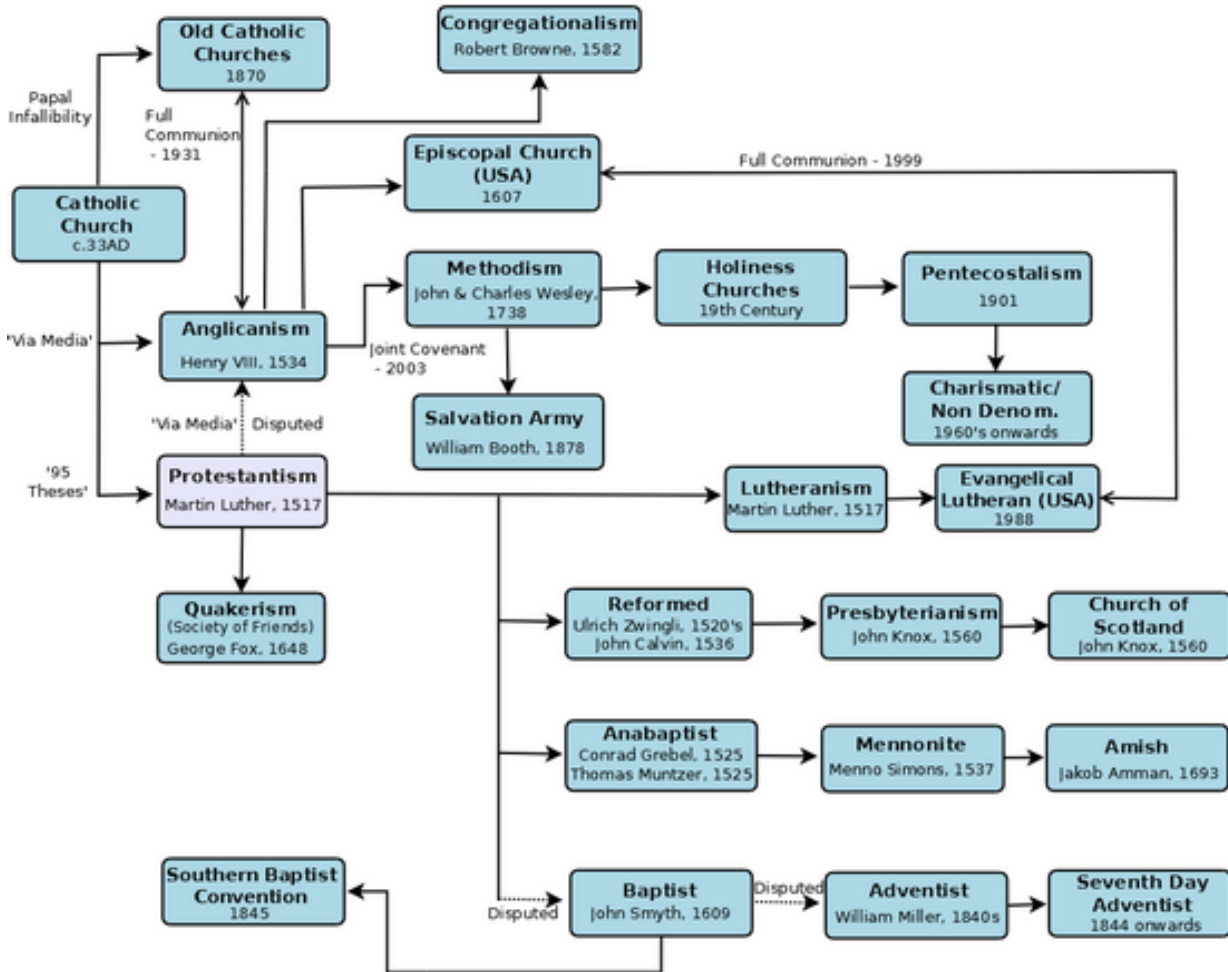 Old Catholic
Churches
1870
Congregationalism
Robert Browne, 1582
Papal
Infallibility
Full
Communion
- 1931
Episcopal Church
(USA)
1607
Full Communion - 1999
Catholic
Church
c.33AD
Methodism
John & Charles Wesley,
1738
Holiness
Churches
19th Century
Pentecostalism
1901
'Via Media'
Anglicanism
Henry VIII, 1534
Joint Covenant
- 2003
Charismatic/
Non Denom.
1960's onwards
'Via Media'
Disputed
Salvation Army
William Booth, 1878
'95
Theses'
Protestantism
Martin Luther, 1517
Lutheranism
Martin Luther, 1517
Evangelical
Lutheran (USA)
1988
Quakerism
(Society of Friends)
George Fox, 1648
Reformed
Ulrich Zwingli, 1520's
John Calvin, 1536
Presbyterianism
John Knox, 1560
Church of
Scotland
John Knox, 1560
Anabaptist
Conrad Grebel, 1525
Thomas Muntzer, 1525
Mennonite
Menno Simons, 1537
Amish
Jakob Amman, 1693
Southern Baptist
Convention
1845
Disputed
Baptist
John Smyth, 1609
Disputed
Adventist
William Miller, 1840s
Seventh Day
Adventist
1844 onwards